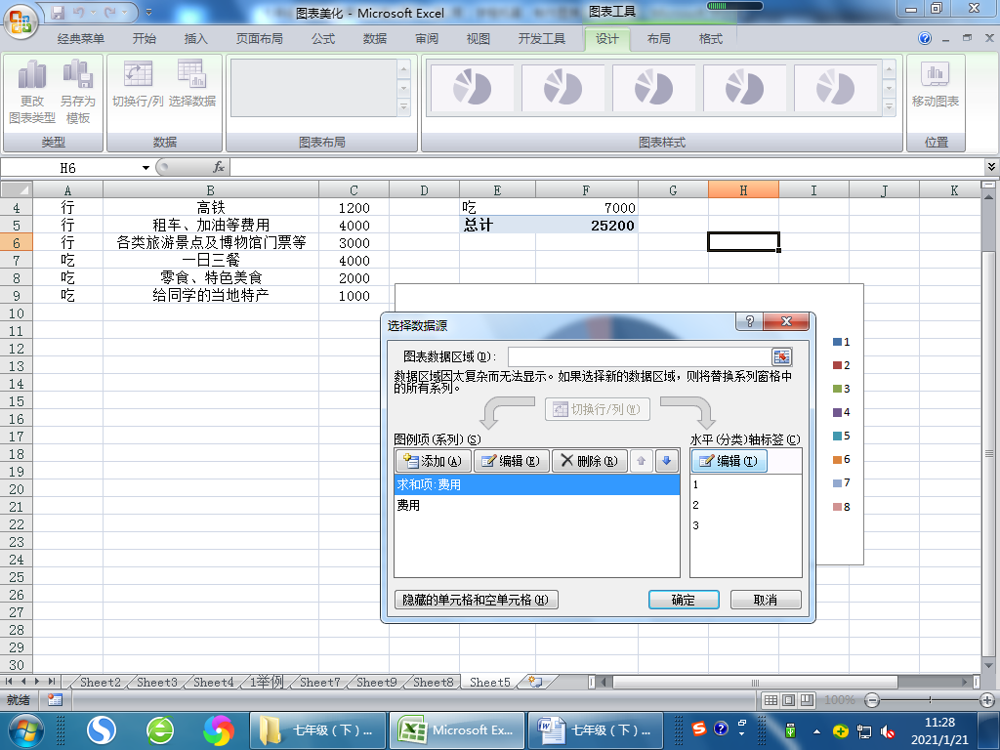 图表美化 - Microsoft Excel
图表工具
经典菜单 开始 插入 页面布局 公式 数据 审阅 视图 开发工具 设计 布局 格式
更改 另存为 切换行/列 选择数据 移动图表
图表类型 模板
类型 数据 图表布局 图表样式 位置
H6 fx
A B C D E F G H I J K
4 行 高铁 1200 吃 7000
5 行 租车、加油等费用 4000 总计 25200
6 行 各类旅游景点及博物馆门票等 3000
7 吃 一日三餐 4000
8 吃 零食、特色美食 2000
9 吃 给同学的当地特产 1000
10
11
12
13
14
15
16
17
18
19
20
21
22
23
24
25
26
27
28
29
30
选择数据源
?
图表数据区域(D):
数据区域因太复杂而无法显示。如果选择新的数据区域，则将替换系列窗格中
的所有系列。
切换行/列(W)
图例项(系列)(S) 水平(分类)轴标签(C)
添加(A) 编辑(E) 删除(R) 编辑(T)
求和项:费用 1
费用 2
3
隐藏的单元格和空单元格(H) 确定 取消
1
2
3
4
5
6
7
8
Sheet2 Sheet3 Sheet4 1举例 Sheet7 Sheet9 Sheet8 Sheet5
就绪 100%
七年级（下）... Microsoft Ex... 七年级（下）...
11:28
2021/1/21